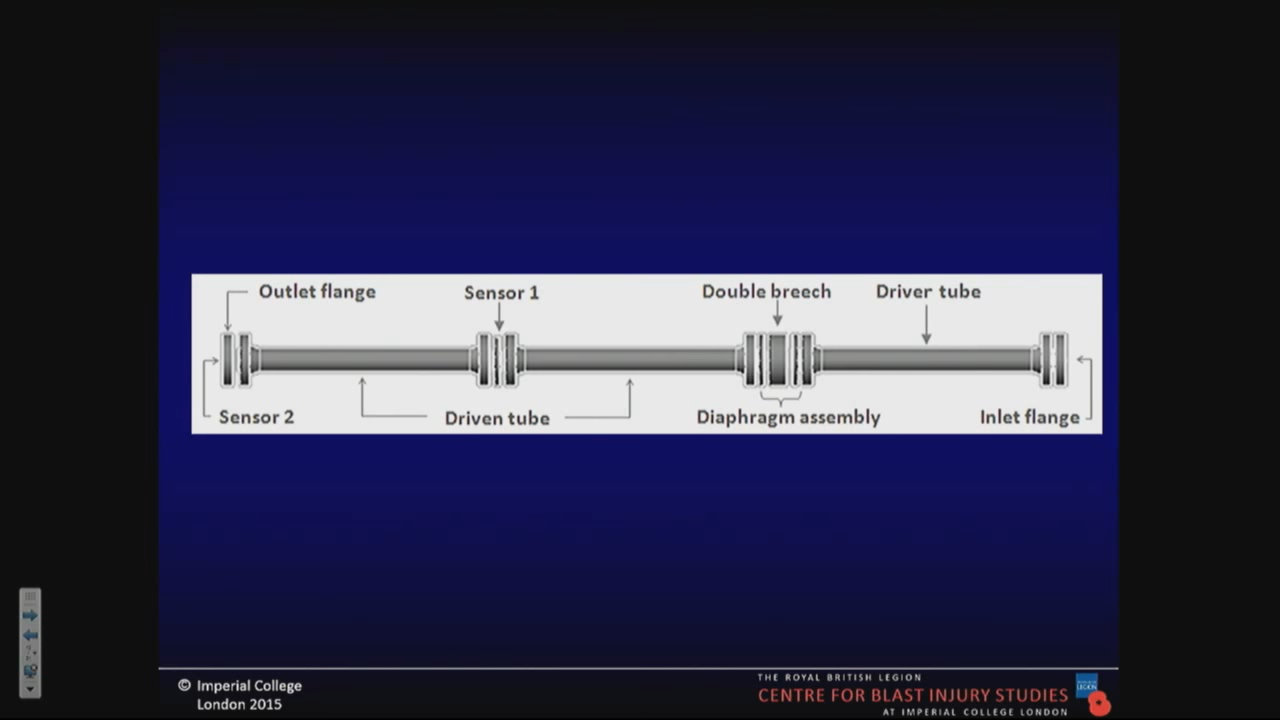 Outlet flange
Sensor 1
Double breech
Driver tube
Sensor 2
Driven tube
Diaphragm assembly
Inlet flange
© Imperial College
London 2015
THE ROYAL BRITISH LEGION
CENTRE FOR BLAST INJURY STUDIES
AT IMPERIAL COLLEGE LONDON
LEGION